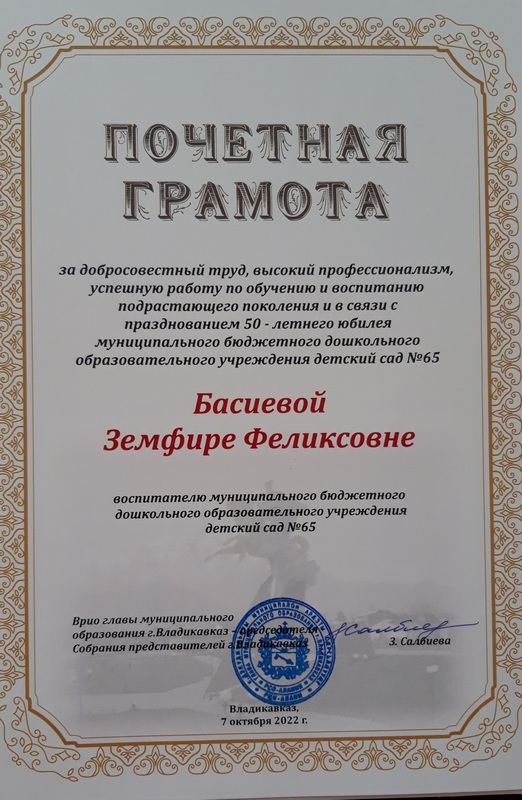 ПОЧЕТНАЯ
ГРАМОТА
за добросовестный труд, высокий профессионализм,
успешную работу по обучению и воспитанию
подрастающего поколения и в связи с
празднованием 50 - летнего юбилея
муниципального бюджетного дошкольного
образовательного учреждения детский сад №65
Басиевой
Земфире Феликсовне
воспитателю муниципального бюджетного
дошкольного образовательного учреждения
детский сад №65
Врио главы муниципального
образования г.Владикавказ – председателя
Собрания представителей г.Владикавказ
З. Салбиева
Владикавказ,
7 октября 2022 г.